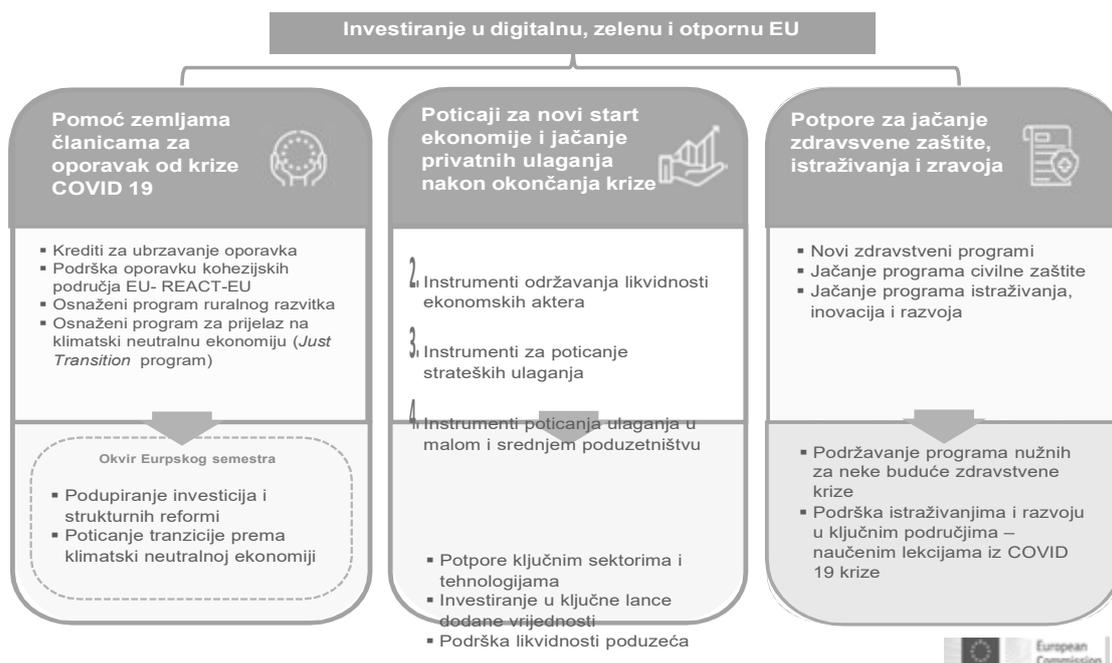 Investiranje u digitalnu, zelenu i otpornu EU
Pomoć zemljama
članicama za
oporavak od krize
COVID 19
▪ Krediti za ubrzavanje oporavka
▪ Podrška oporavku kohezijskih
područja EU- REACT-EU
▪ Osnaženi program ruralnog razvitka
▪ Osnaženi program za prijelaz na
klimatski neutralnu ekonomiju (Just
Transition program)
Okvir Eurpskog semestra
▪ Podupiranje investicija i
strukturnih reformi
▪ Poticanje tranzicije prema
klimatski neutralnoj ekonomiji
Poticaji za novi start
ekonomije i jačanje
privatnih ulaganja
nakon okončanja krize
2. Instrumenti održavanja likvidnosti
ekonomskih aktera
3. Instrumenti za poticanje
strateških ulaganja
4. Instrumenti poticanja ulaganja u
malom i srednjem poduzetništvu
▪ Potpore ključnim sektorima i
tehnologijama
▪ Investiranje u ključne lance
dodane vrijednosti
▪ Podrška likvidnosti poduzeća
Potpore za jačanje
zdravsvene zaštite,
istraživanja i zravoja
▪ Novi zdravstveni programi
▪ Jačanje programa civilne zaštite
▪ Jačanje programa istraživanja,
inovacija i razvoja
▪ Podržavanje programa nužnih
za neke buduće zdravstvene
krize
▪ Podrška istraživanjima i razvoju
u ključnim područjima –
naučenim lekcijama iz COVID
19 krize
European
Commission